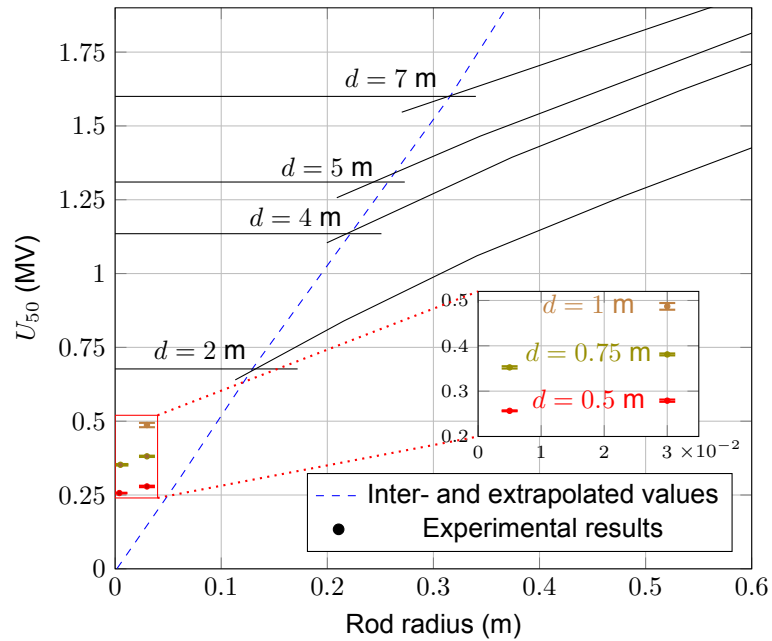 1.75
1.5
1.25
1
0.75
0.5
0.25
0
U50 (MV)
d = 7 m
d = 5 m
d = 4 m
d = 2 m
0.5
0.4
0.3
0.2
d = 1 m
d = 0.75 m
d = 0.5 m
0 1 2 3 ×10−2
Inter- and extrapolated values
Experimental results
0 0.1 0.2 0.3 0.4 0.5 0.6
Rod radius (m)